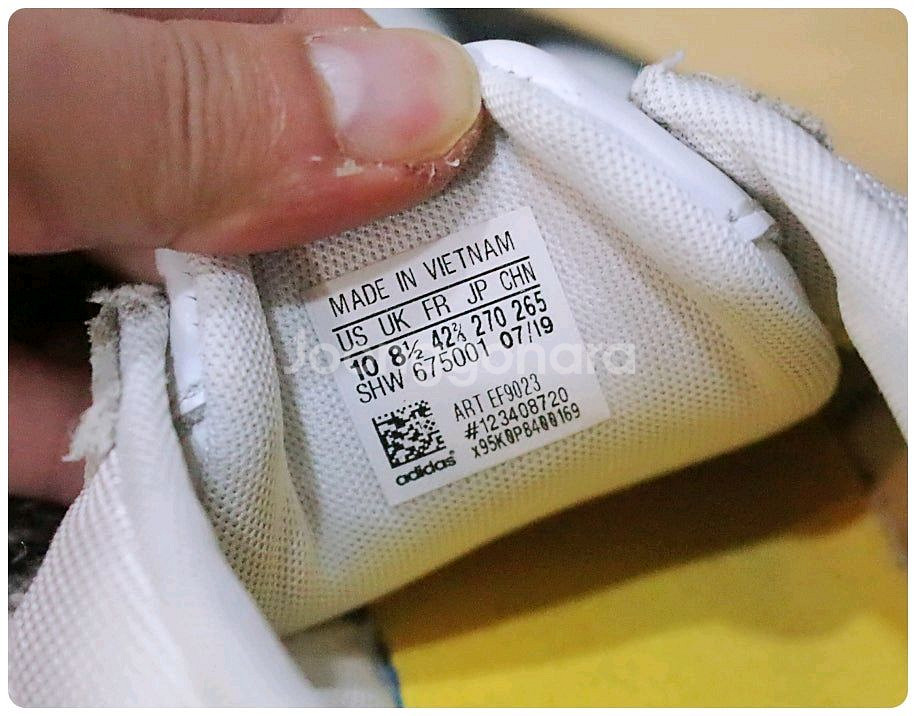 MADE IN VIETNAM
US UK FR JP CHN
10 8½ 42⅔ 270 265
SHW 675001 07/19
ART EF9023
#123408720
x95K0P8400169
adidas
Joonggonara